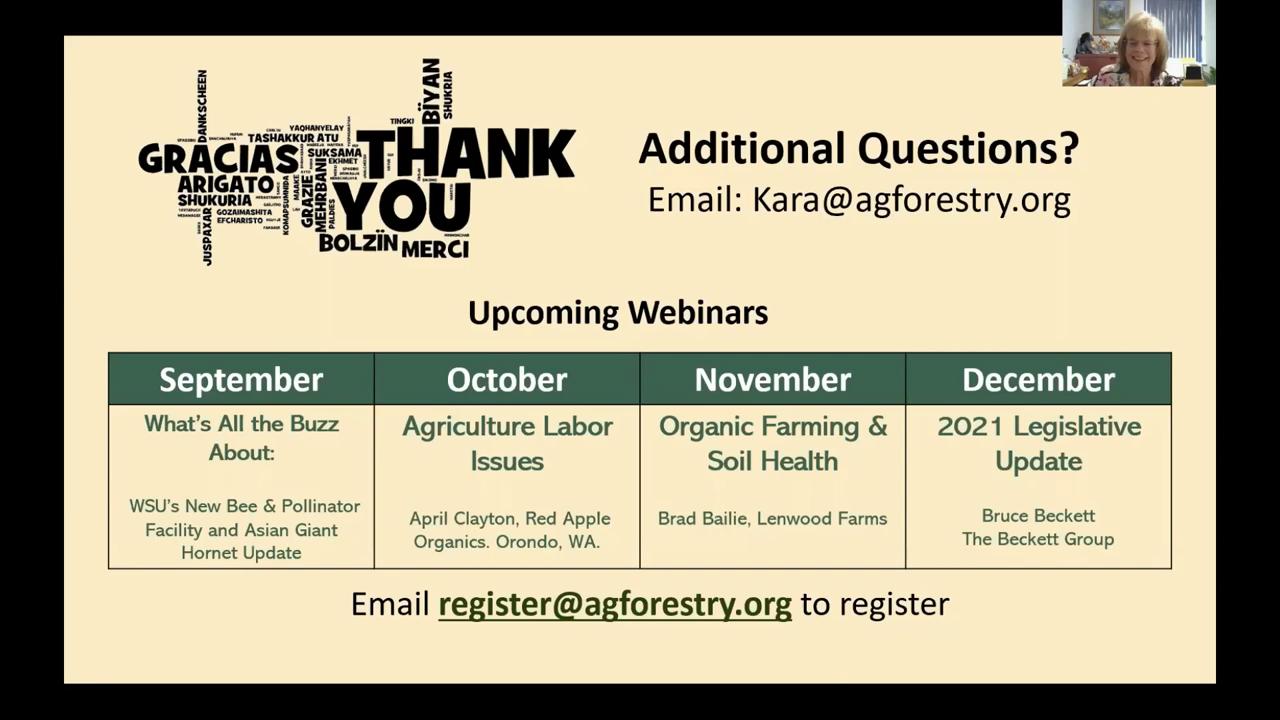 DANKSCHEEN
BİYAN
SHUKRIA
TINGKI
YAQHANYELAY
TASHAKKUR ATU
THANK
GRACIAS
SUKSAMA
EKHMET
ARIGATO
SHUKURIA
GRAZIE
MEHRBANI
PALDIES
MAAKE
KOMAPSUMNIDA
YOU
GOZAIMASHITA
EFCHARISTO
JUSPAXAR
BOLZİN
MERCI
Additional Questions?
Email: Kara@agforestry.org
Upcoming Webinars
September
October
November
December
What's All the Buzz
About:
WSU's New Bee & Pollinator
Facility and Asian Giant
Hornet Update
Agriculture Labor
Issues
April Clayton, Red Apple
Organics. Orondo, WA.
Organic Farming &
Soil Health
Brad Bailie, Lenwood Farms
2021 Legislative
Update
Bruce Beckett
The Beckett Group
Email register@agforestry.org to register